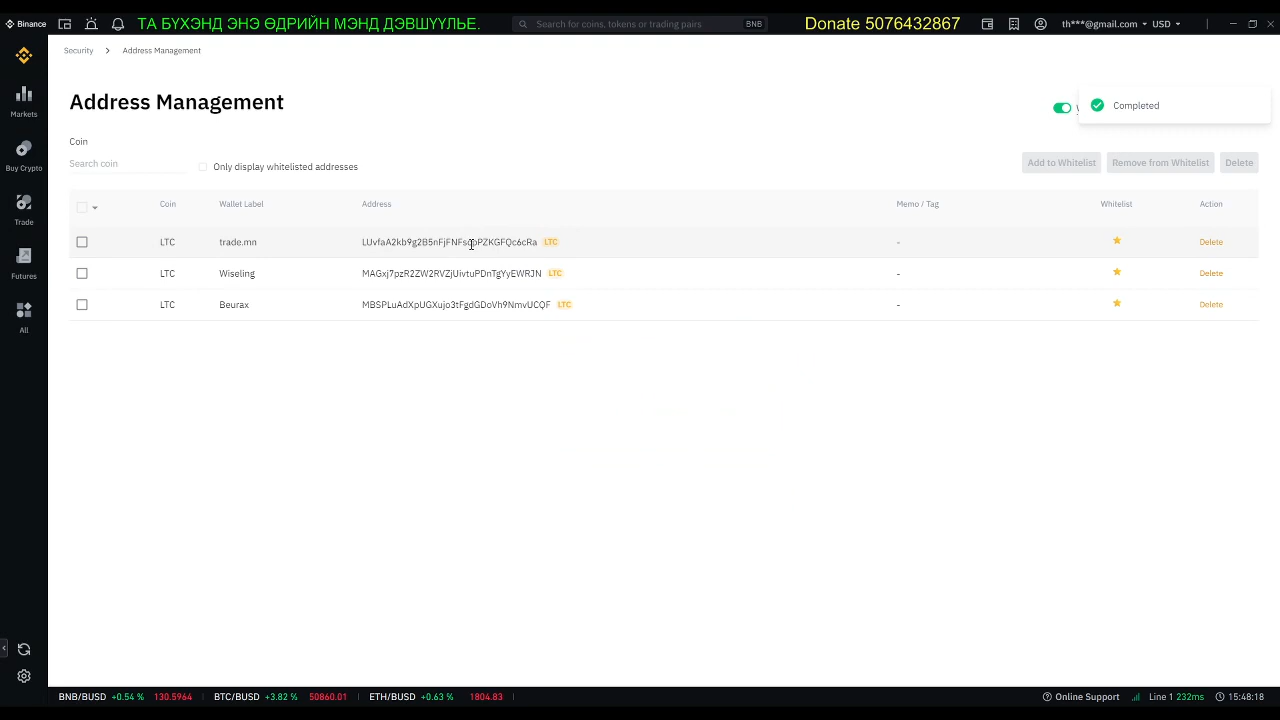 Binance
ТА БҮХЭНД ЭНЭ ӨДРИЙН МЭНД ДЭВШҮҮЛЬЕ.
Search for coins, tokens or trading pairs
BNB
Donate 5076432867
th***@gmail.com
USD
Security > Address Management
Markets
Buy Crypto
Trade
Futures
All
Address Management
Completed
Coin
Search coin
Only display whitelisted addresses
Add to Whitelist
Remove from Whitelist
Delete
Coin Wallet Label Address Memo / Tag Whitelist Action
LTC trade.mn LTC - Delete
LTC Wiseling MAGxj7pzR2ZW2RVZjUivtuPDnTgYyEWRJN LTC - Delete
LTC Beurax MBSPLuAdXpUGXujo3tFgdGDoVh9NmvUCQF LTC - Delete
BNB/BUSD +0.54 % 130.5964 BTC/BUSD +3.82 % 50860.01 ETH/BUSD +0.63 % 1804.83
Online Support Line 1 232ms 15:48:18